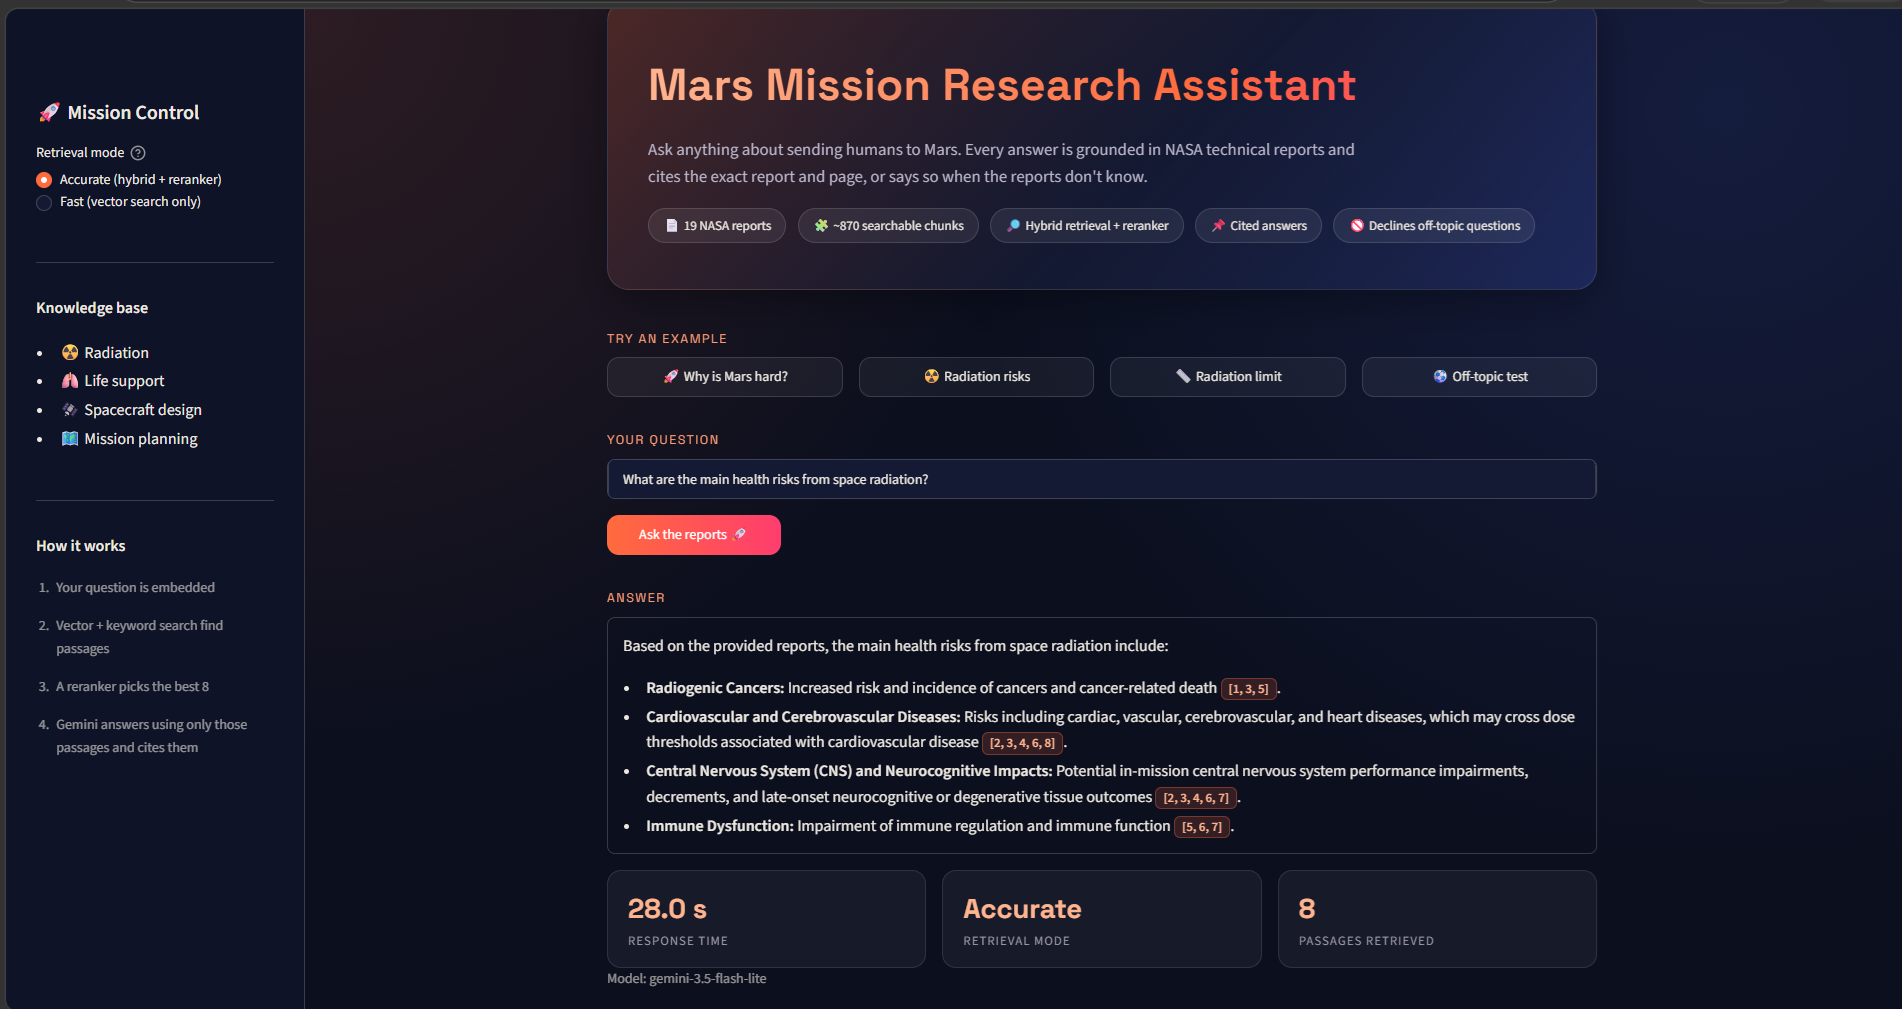 🚀 Mission Control
Retrieval mode ?
Accurate (hybrid + reranker)
Fast (vector search only)
Knowledge base
• ☢️ Radiation
• 🫁 Life support
• 🛰️ Spacecraft design
• 🗺️ Mission planning
How it works
1. Your question is embedded
2. Vector + keyword search find
passages
3. A reranker picks the best 8
4. Gemini answers using only those
passages and cites them
Mars Mission Research Assistant
Ask anything about sending humans to Mars. Every answer is grounded in NASA technical reports and
cites the exact report and page, or says so when the reports don't know.
📄 19 NASA reports
🧩 ~870 searchable chunks
🔎 Hybrid retrieval + reranker
📌 Cited answers
🚫 Declines off-topic questions
TRY AN EXAMPLE
🚀 Why is Mars hard?
☢️ Radiation risks
📏 Radiation limit
🌍 Off-topic test
YOUR QUESTION
What are the main health risks from space radiation?
Ask the reports 🚀
ANSWER
Based on the provided reports, the main health risks from space radiation include:
• Radiogenic Cancers: Increased risk and incidence of cancers and cancer-related death [1, 3, 5].
• Cardiovascular and Cerebrovascular Diseases: Risks including cardiac, vascular, cerebrovascular, and heart diseases, which may cross dose
thresholds associated with cardiovascular disease [2, 3, 4, 6, 8].
• Central Nervous System (CNS) and Neurocognitive Impacts: Potential in-mission central nervous system performance impairments,
decrements, and late-onset neurocognitive or degenerative tissue outcomes [2, 3, 4, 6, 7].
• Immune Dysfunction: Impairment of immune regulation and immune function [5, 6, 7].
28.0 s
RESPONSE TIME
Accurate
RETRIEVAL MODE
8
PASSAGES RETRIEVED
Model: gemini-3.5-flash-lite